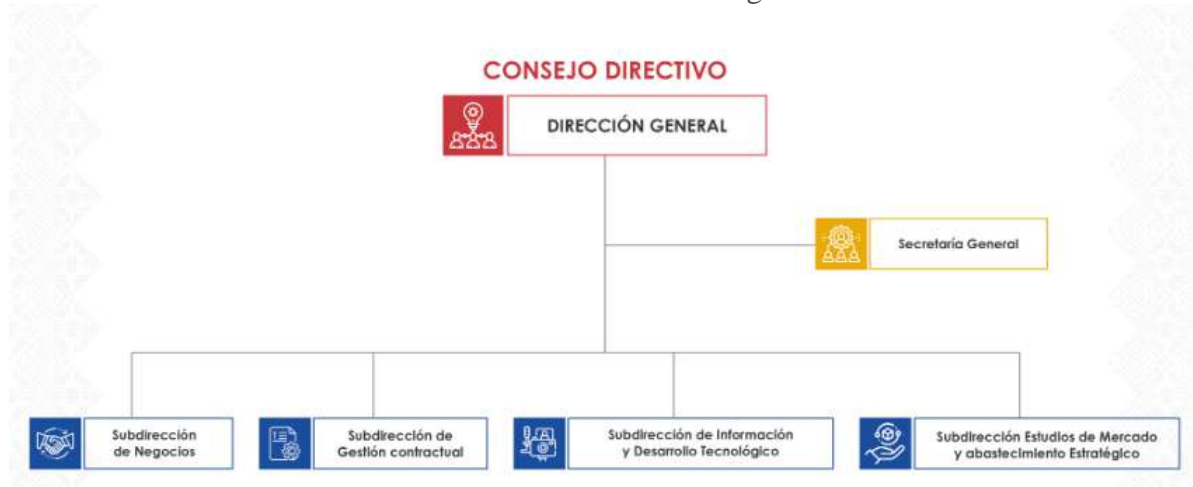 CONSEJO DIRECTIVO
DIRECCIÓN GENERAL
Secretaría General
Subdirección
de Negocios
Subdirección de
Gestión contractual
Subdirección de Información
y Desarrollo Tecnológico
Subdirección Estudios de Mercado
y abastecimiento Estratégico